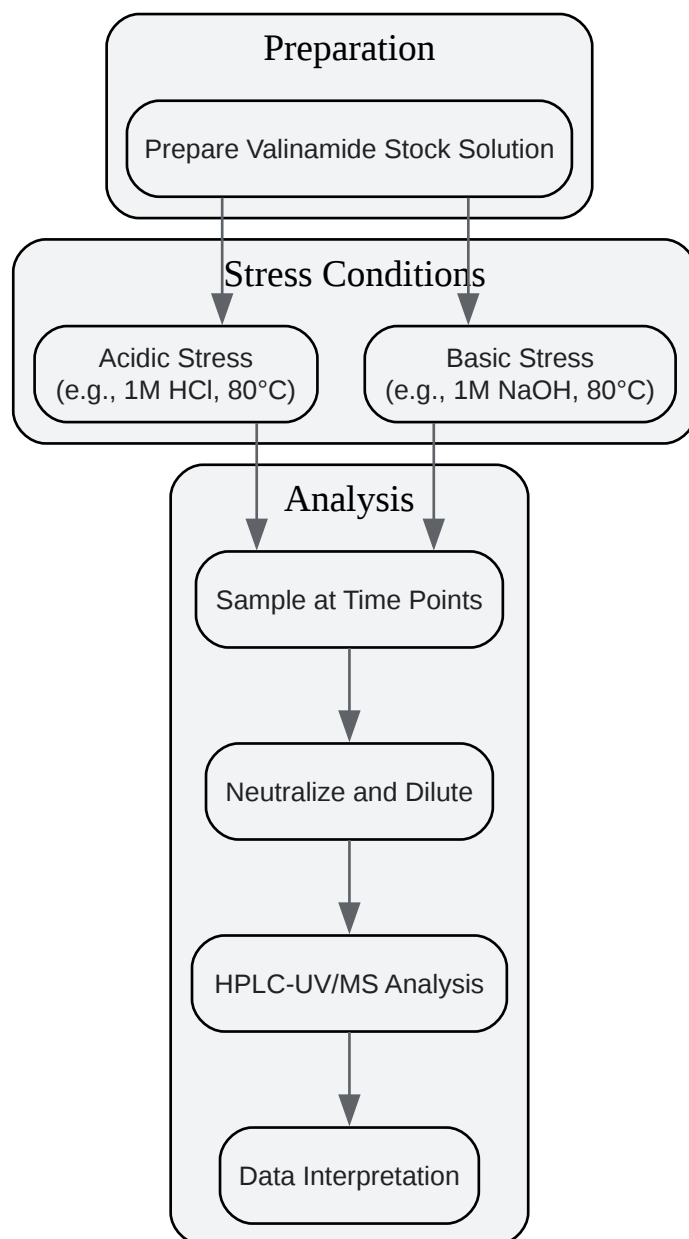 Preparation
Prepare Valinamide Stock Solution
Stress Conditions
Acidic Stress
(e.g., 1M HCl, 80°C)
Basic Stress
(e.g., 1M NaOH, 80°C)
Analysis
Sample at Time Points
Neutralize and Dilute
HPLC-UV/MS Analysis
Data Interpretation